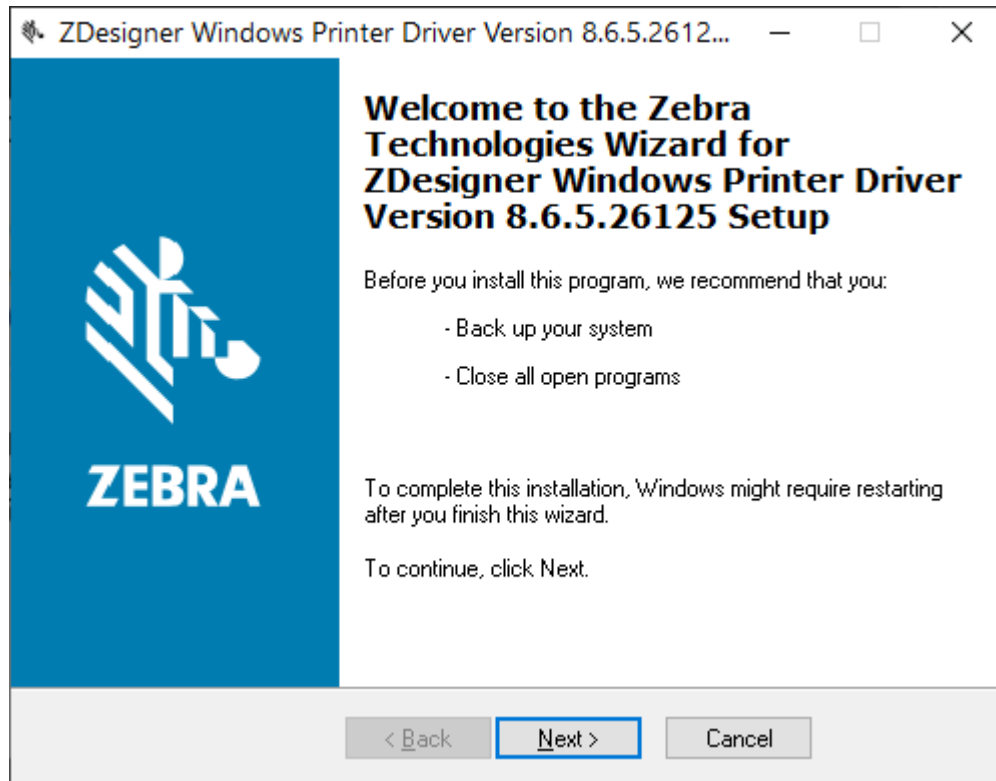 ZDesigner Windows Printer Driver Version 8.6.5.2612...
Welcome to the Zebra
Technologies Wizard for
ZDesigner Windows Printer Driver
Version 8.6.5.26125 Setup
Before you install this program, we recommend that you:
- Back up your system
- Close all open programs
ZEBRA
To complete this installation, Windows might require restarting
after you finish this wizard.
To continue, click Next.
< Back
Next >
Cancel